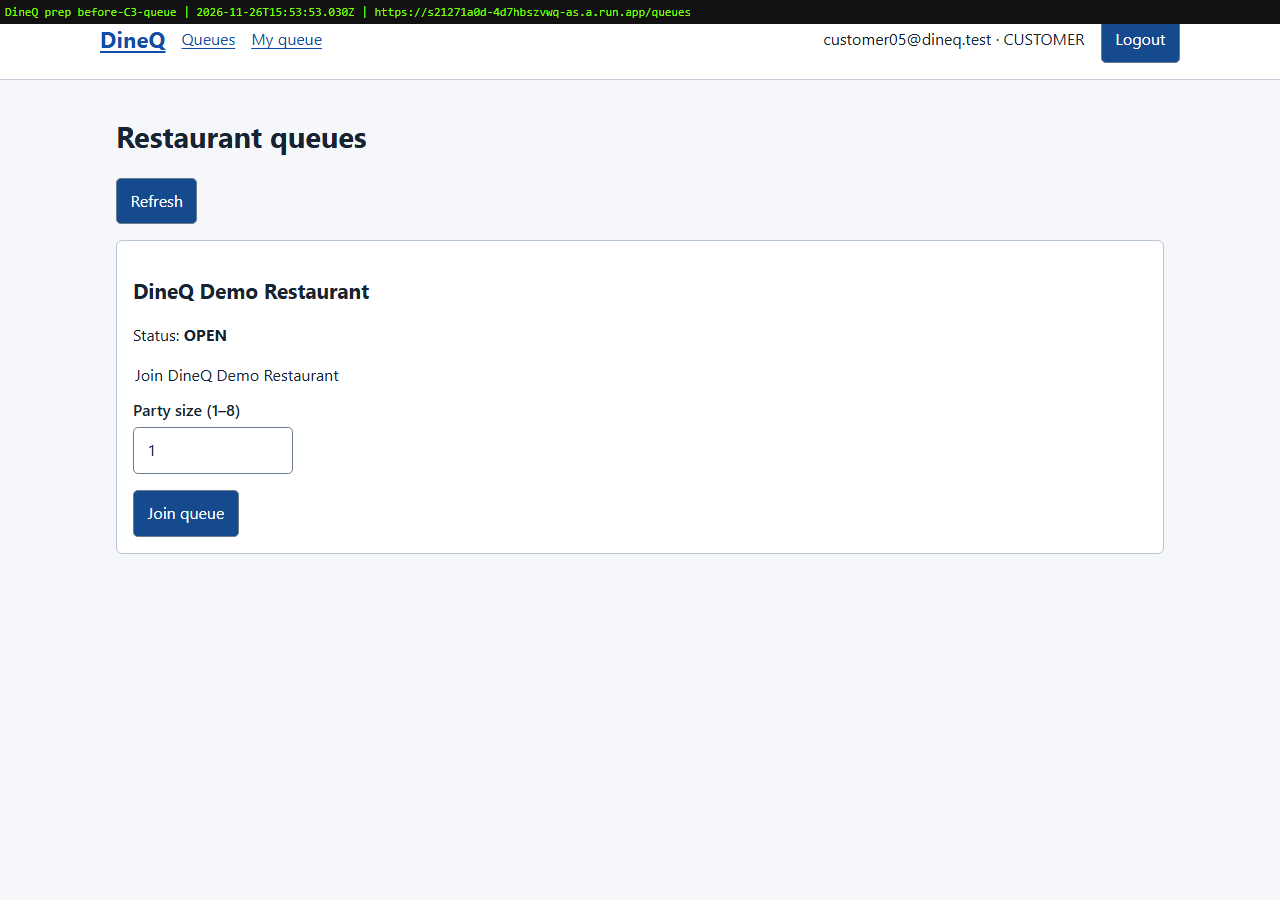 DineQ prep before-C3-queue | 2026-11-26T15:53:53.030Z | https://s21271a0d-4d7hbszvwq-as.a.run.app/queues
DineQ Queues My queue customer05@dineq.test · CUSTOMER Logout
Restaurant queues
Refresh
DineQ Demo Restaurant
Status: OPEN
Join DineQ Demo Restaurant
Party size (1–8)
1
Join queue